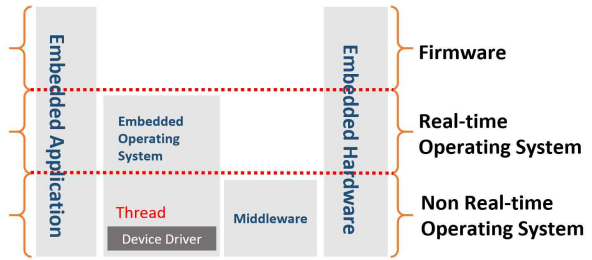 Embedded Application
Embedded Hardware
Firmware
Embedded
Operating
System
Real-time
Operating System
Thread
Device Driver
Middleware
Non Real-time
Operating System